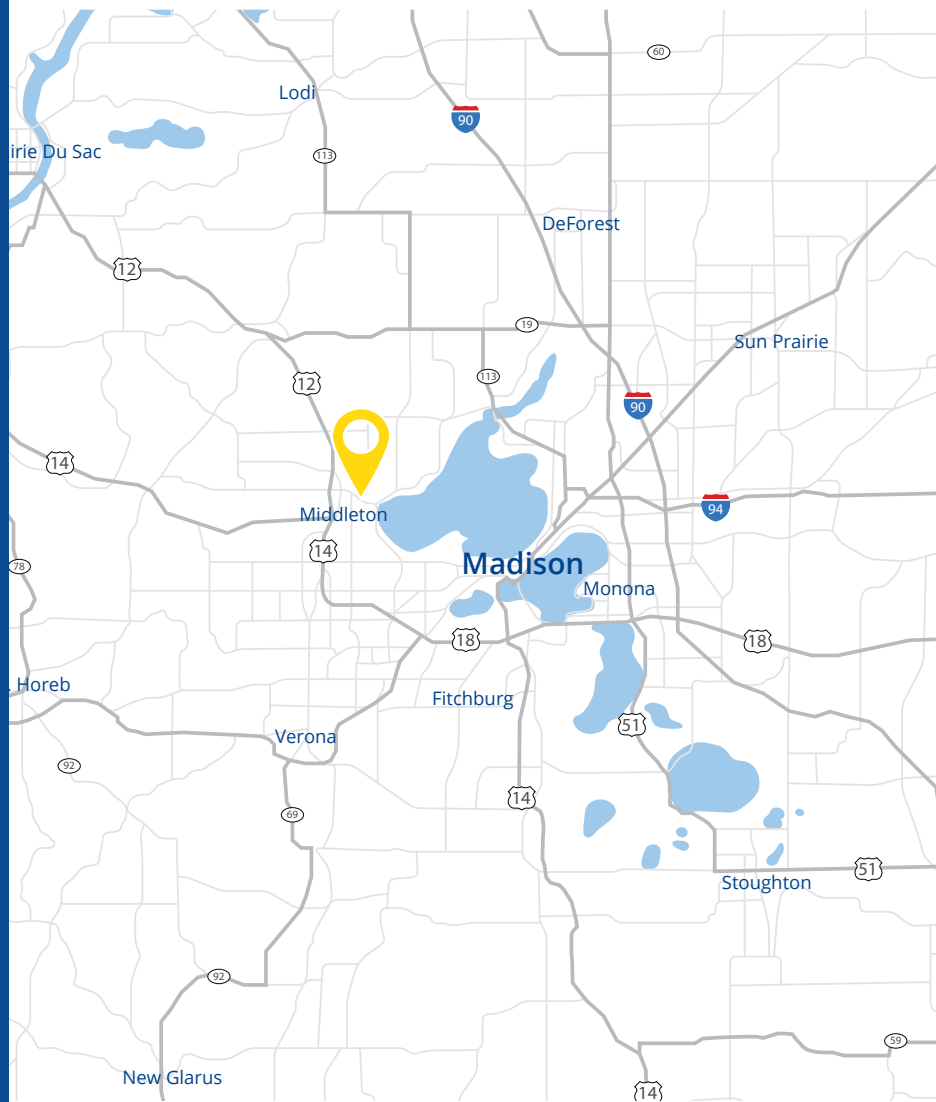 60
Lodi
90
irie Du Sac
113
DeForest
12
19
Sun Prairie
12
113
90
14
94
Middleton
14
Madison
78
Monona
18
18
. Horeb
Fitchburg
51
Verona
92
14
69
51
Stoughton
92
59
New Glarus
14